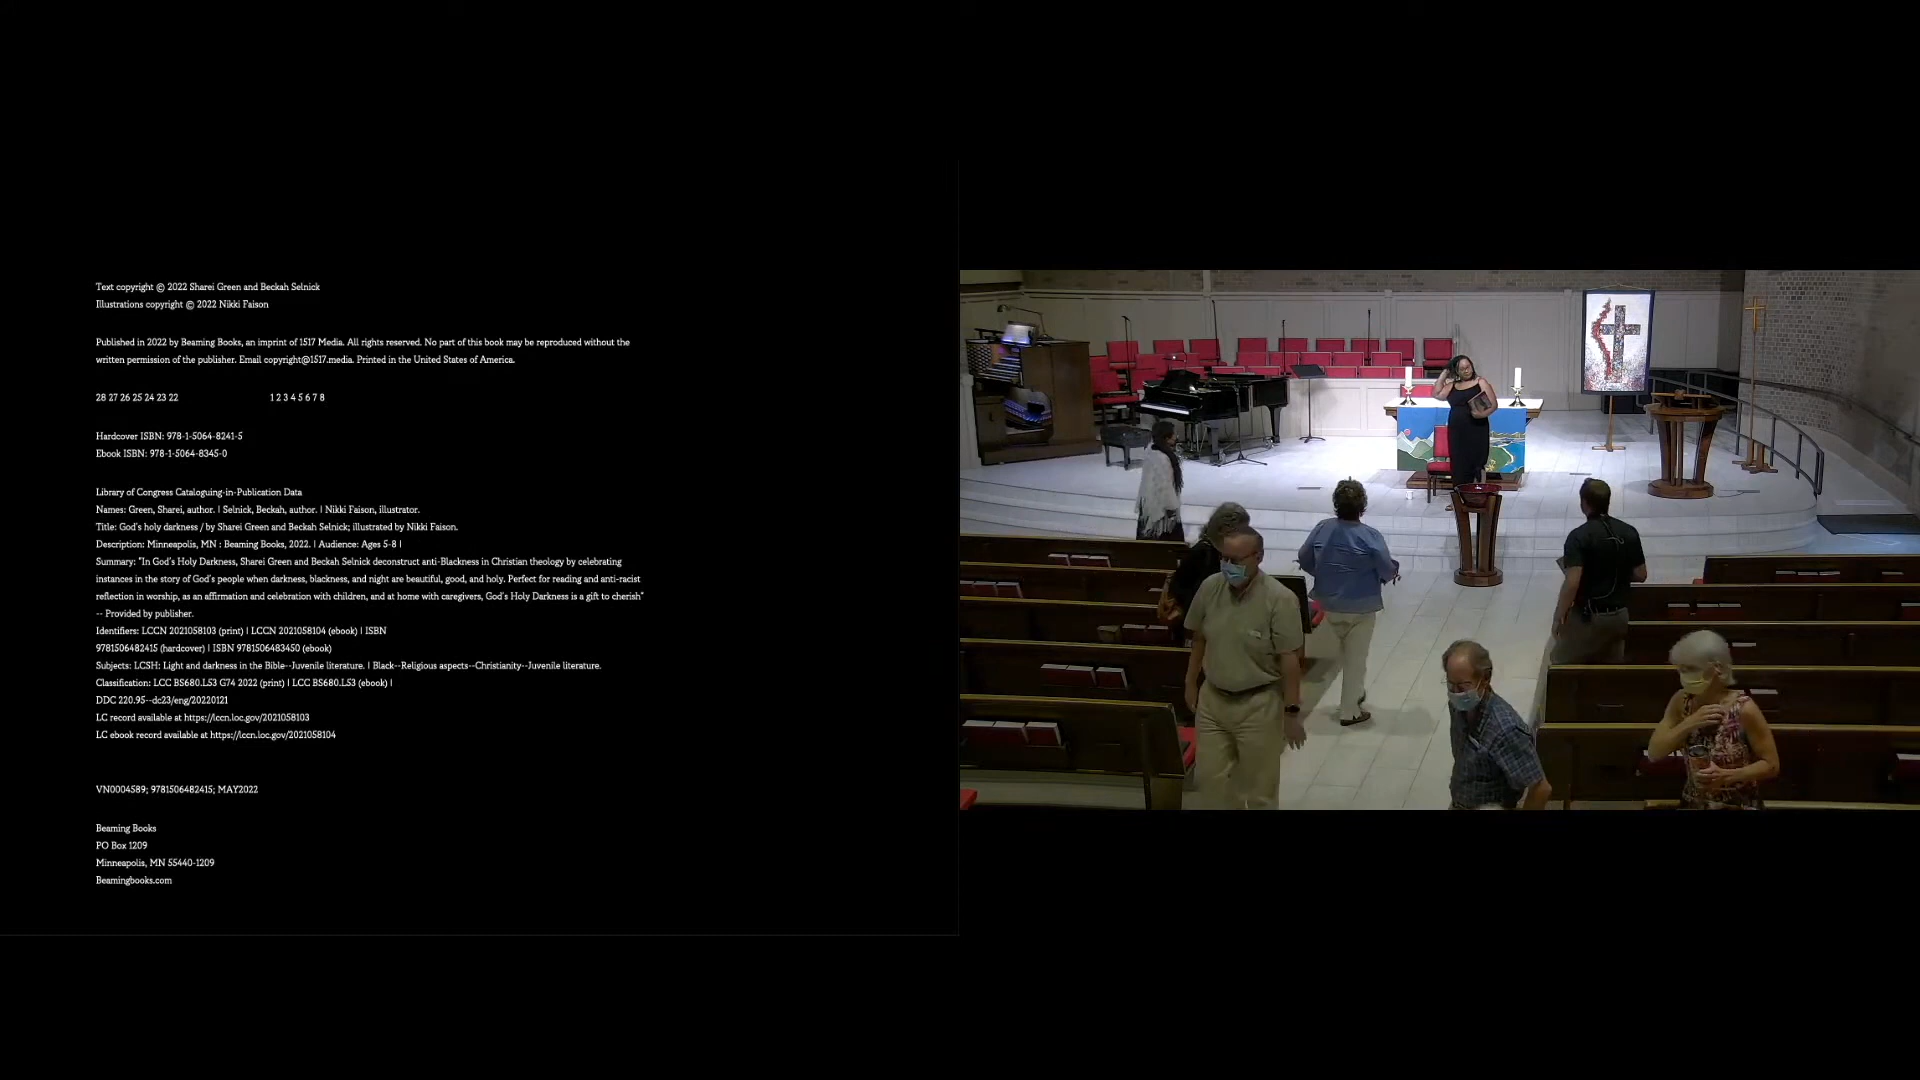 Text copyright © 2022 Sharei Green and Beckah Selnick
Illustrations copyright © 2022 Nikki Faison
Published in 2022 by Beaming Books, an imprint of 1517 Media. All rights reserved. No part of this book may be reproduced without the
written permission of the publisher. Email copyright@1517.media. Printed in the United States of America.
28 27 26 25 24 23 22 1 2 3 4 5 6 7 8
Hardcover ISBN: 978-1-5064-8241-5
Ebook ISBN: 978-1-5064-8345-0
Library of Congress Cataloguing-in-Publication Data
Names: Green, Sharei, author. | Selnick, Beckah, author. | Nikki Faison, illustrator.
Title: God's holy darkness / by Sharei Green and Beckah Selnick; illustrated by Nikki Faison.
Description: Minneapolis, MN : Beaming Books, 2022. | Audience: Ages 5-8 |
Summary: "In God's Holy Darkness, Sharei Green and Beckah Selnick deconstruct anti-Blackness in Christian theology by celebrating
instances in the story of God's people when darkness, blackness, and night are beautiful, good, and holy. Perfect for reading and anti-racist
reflection in worship, as an affirmation and celebration with children, and at home with caregivers, God's Holy Darkness is a gift to cherish"
-- Provided by publisher.
Identifiers: LCCN 2021058103 (print) | LCCN 2021058104 (ebook) | ISBN
9781506482415 (hardcover) | ISBN 9781506483450 (ebook)
Subjects: LCSH: Light and darkness in the Bible--Juvenile literature. | Black--Religious aspects--Christianity--Juvenile literature.
Classification: LCC BS680.L53 G74 2022 (print) | LCC BS680.L53 (ebook) |
DDC 220.95--dc23/eng/20220121
LC record available at https://lccn.loc.gov/2021058103
LC ebook record available at https://lccn.loc.gov/2021058104
VN0004589; 9781506482415; MAY2022
Beaming Books
PO Box 1209
Minneapolis, MN 55440-1209
Beamingbooks.com